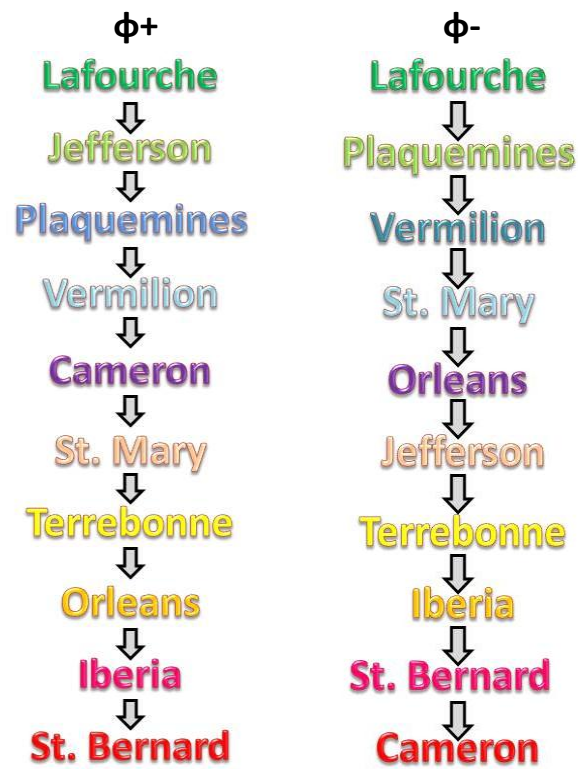 ϕ+
Lafourche
Jefferson
Plaquemines
Vermilion
Cameron
St. Mary
Terrebonne
Orleans
Iberia
St. Bernard
ϕ-
Lafourche
Plaquemines
Vermilion
St. Mary
Orleans
Jefferson
Terrebonne
Iberia
St. Bernard
Cameron